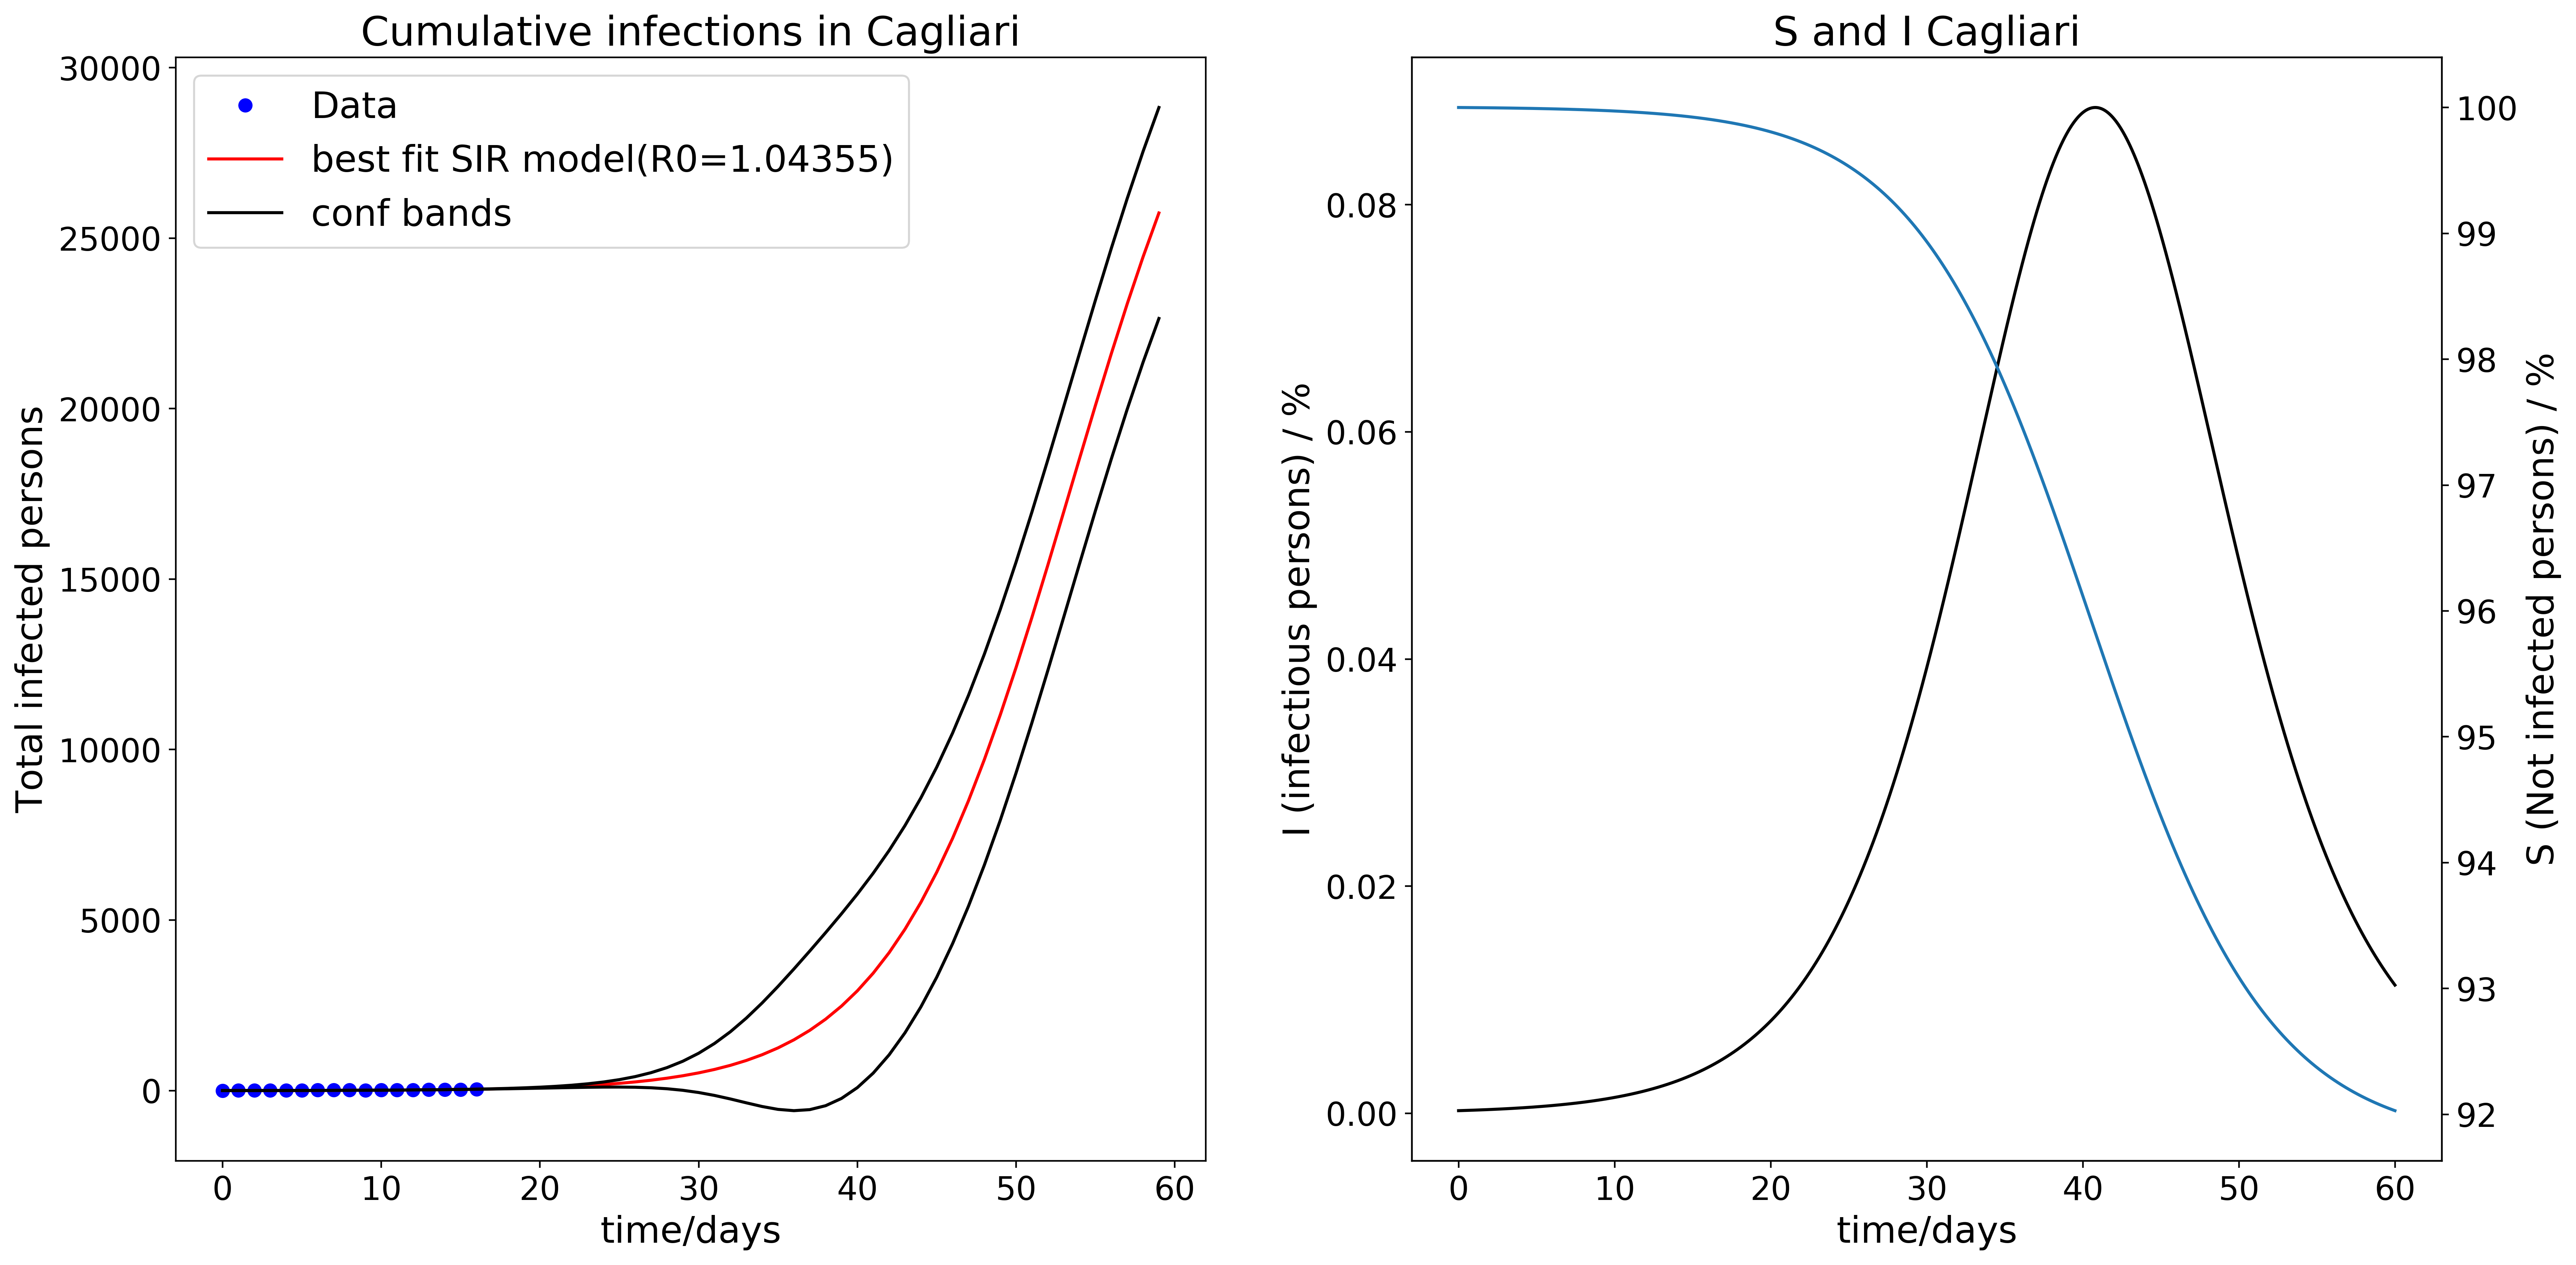 Cumulative infections in Cagliari
Data
best fit SIR model(R0=1.04355)
conf bands
30000
25000
20000
15000
10000
5000
0
Total infected persons
0 10 20 30 40 50 60
time/days
S and I Cagliari
0.08
0.06
0.04
0.02
0.00
I (infectious persons) / %
100
99
98
97
96
95
94
93
92
S (Not infected persons) / %
0 10 20 30 40 50 60
time/days